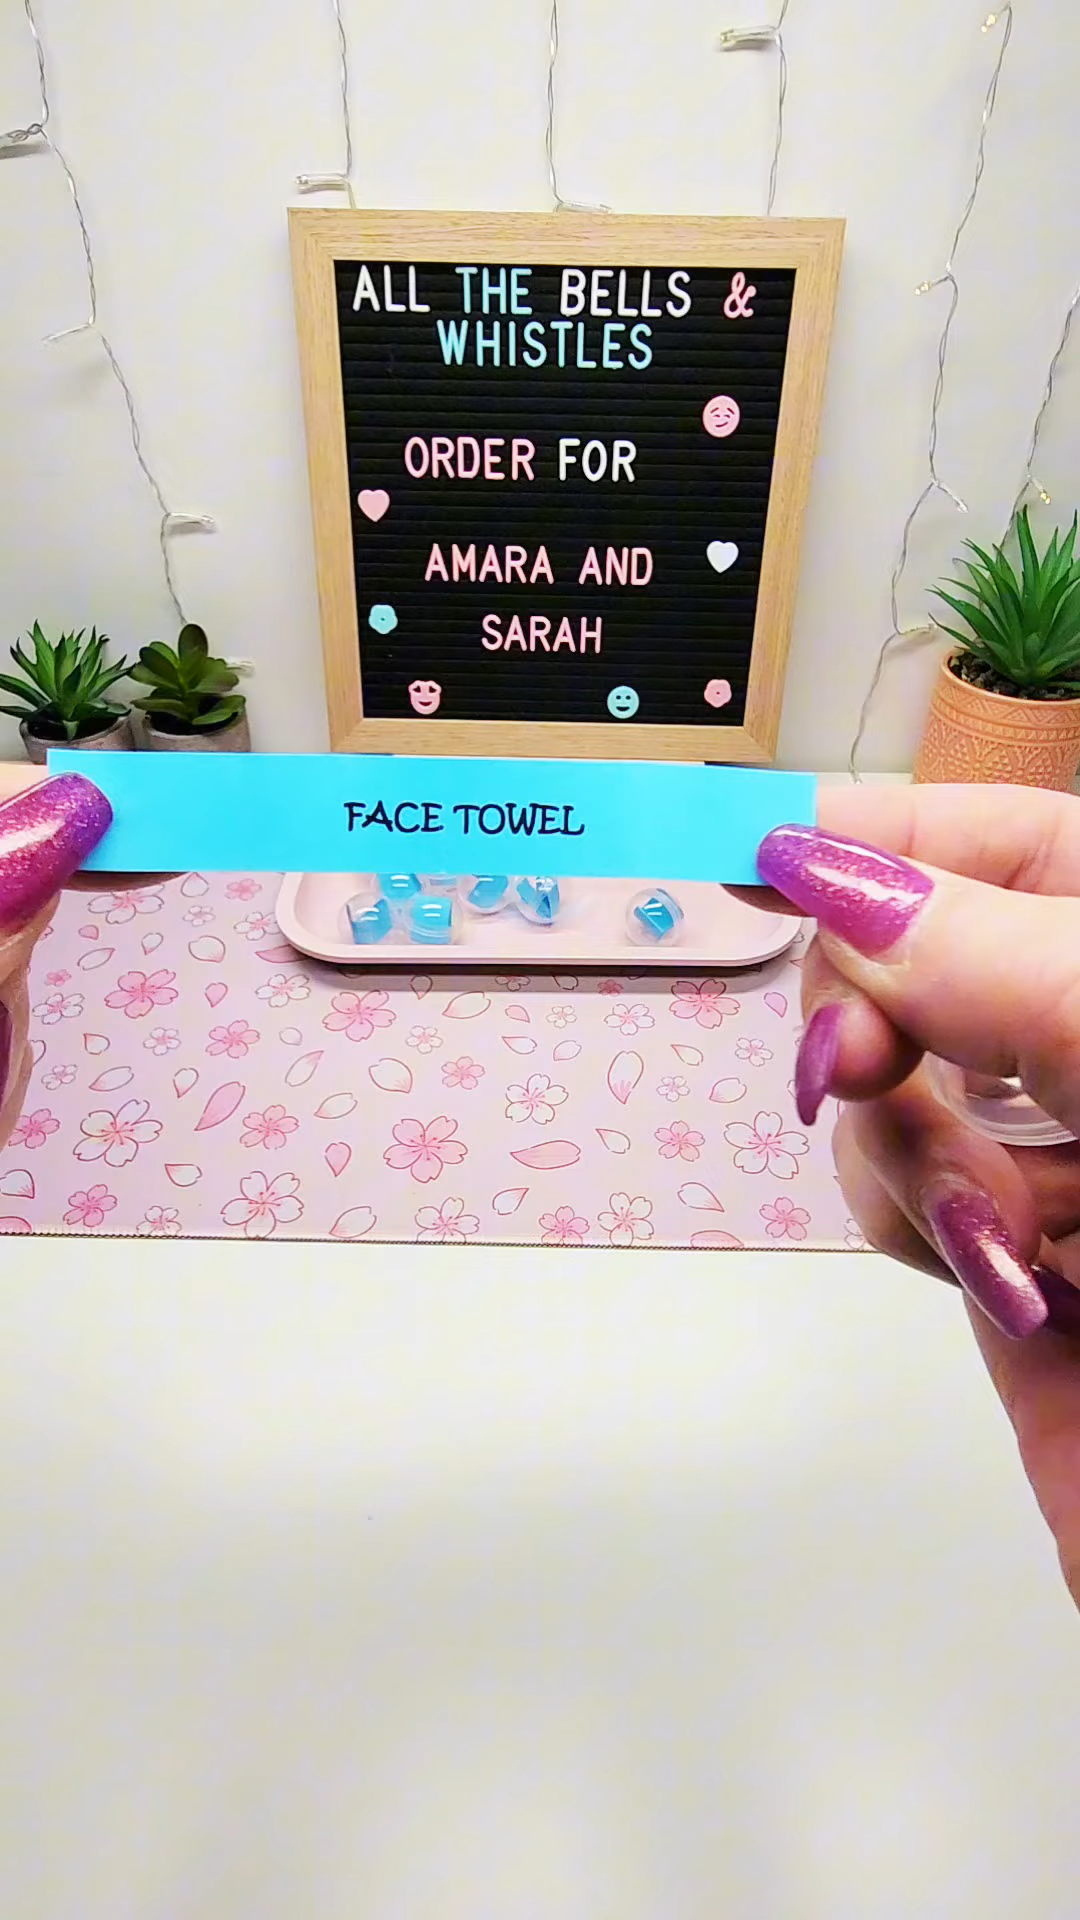 ALL THE BELLS &
WHISTLES
ORDER FOR
AMARA AND
SARAH
FACE TOWEL